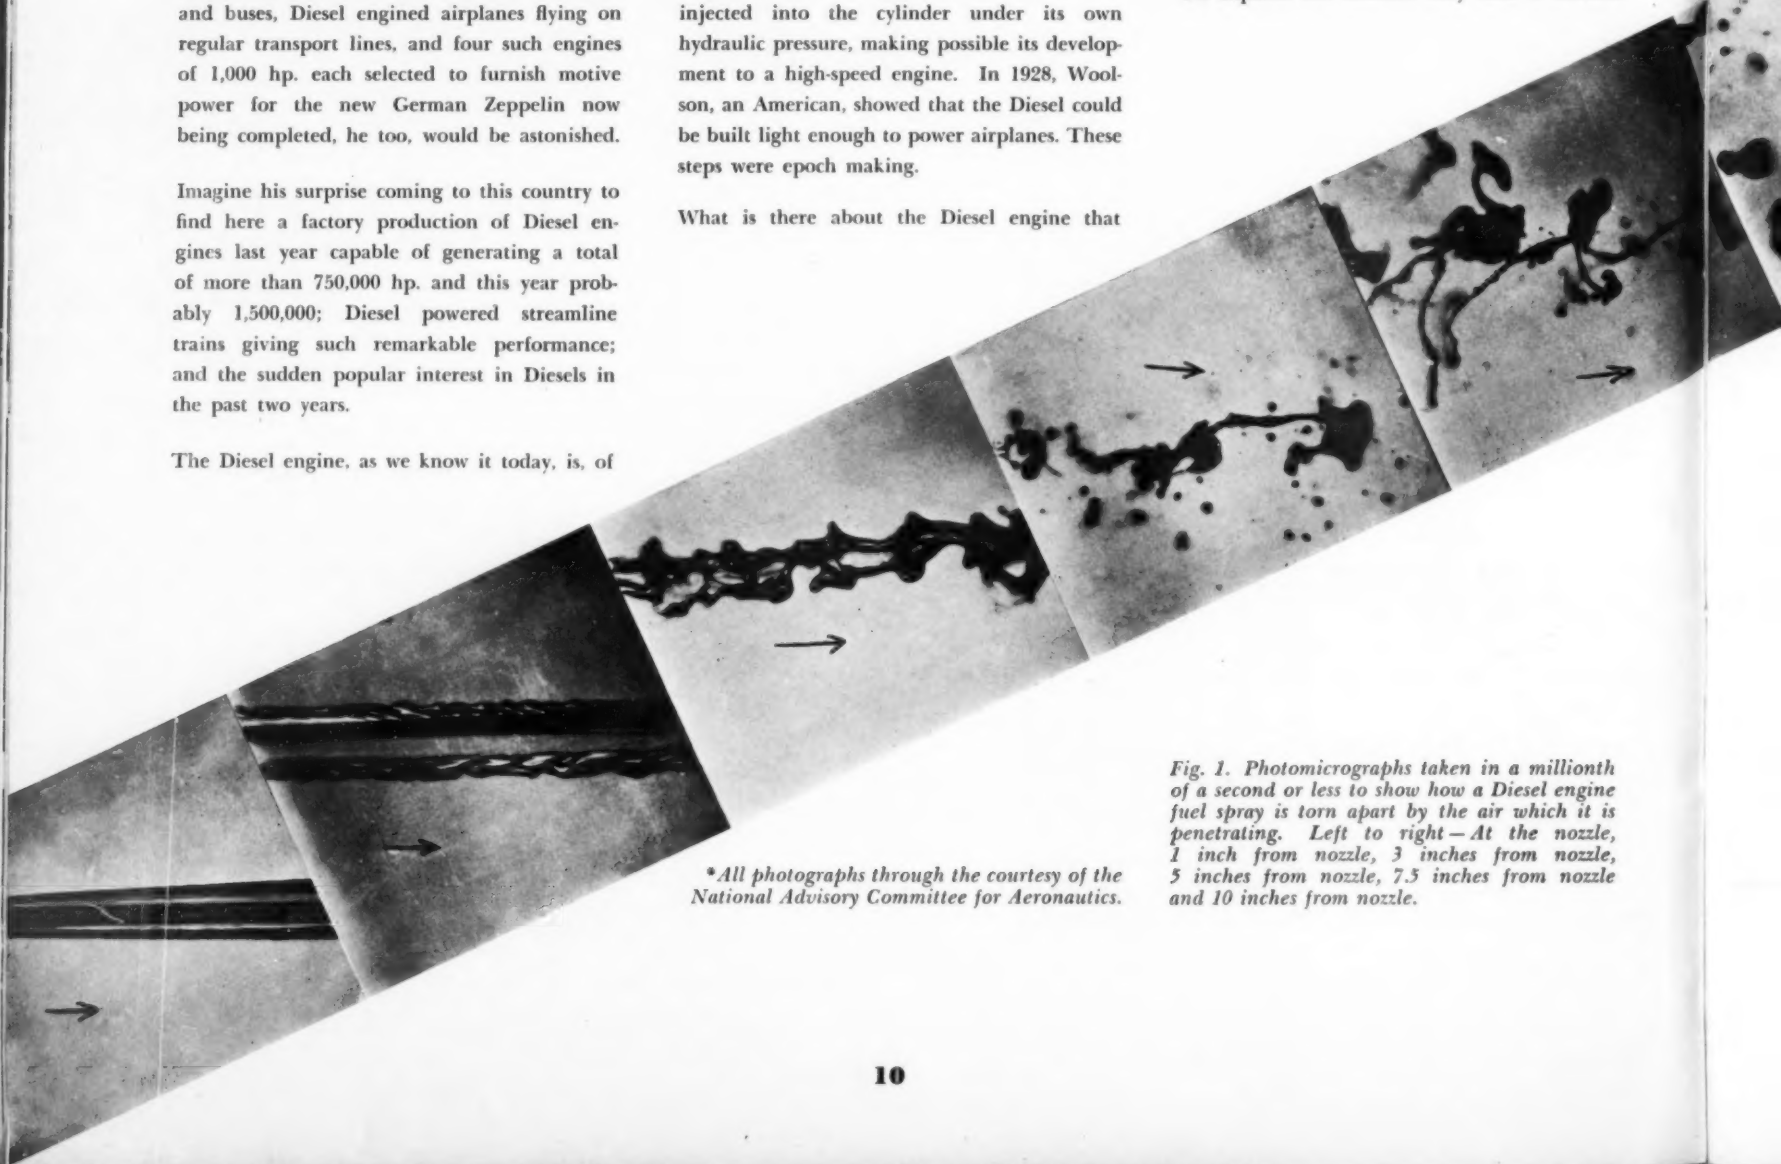 and buses, Diesel engined airplanes flying on
regular transport lines, and four such engines
of 1,000 hp. each selected to furnish motive
power for the new German Zeppelin now
being completed, he too, would be astonished.
Imagine his surprise coming to this country to
find here a factory production of Diesel en-
gines last year capable of generating a total
of more than 750,000 hp. and this year prob-
ably 1,500,000; Diesel powered streamline
trains giving such remarkable performance;
and the sudden popular interest in Diesels in
the past two years.
The Diesel engine, as we know it today, is, of
injected into the cylinder under its own
hydraulic pressure, making possible its develop-
ment to a high-speed engine. In 1928, Wool-
son, an American, showed that the Diesel could
be built light enough to power airplanes. These
steps were epoch making.
What is there about the Diesel engine that
*All photographs through the courtesy of the
National Advisory Committee for Aeronautics.
Fig. 1. Photomicrographs taken in a millionth
of a second or less to show how a Diesel engine
fuel spray is torn apart by the air which it is
penetrating. Left to right — At the nozzle,
1 inch from nozzle, 3 inches from nozzle,
5 inches from nozzle, 7.5 inches from nozzle
and 10 inches from nozzle.
10